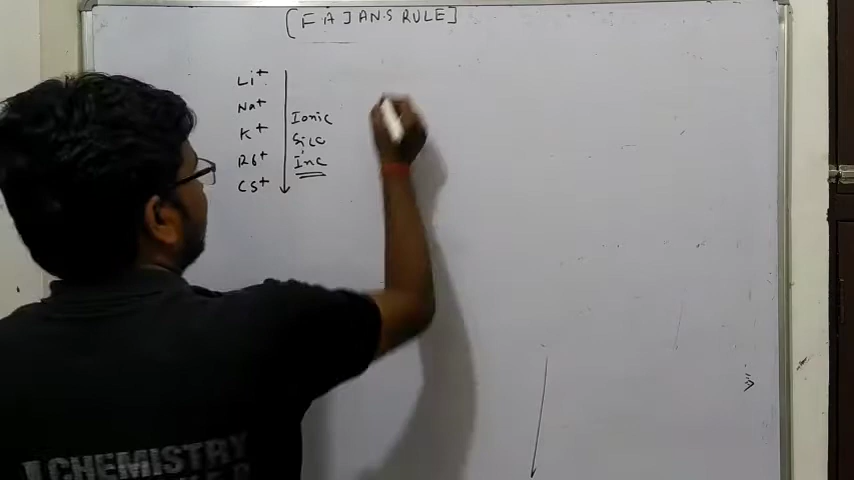 [FAJANS RULE]
Li+
Na+
K+
Rb+
Cs+
Ionic
Size
Inc
CHEMISTRY